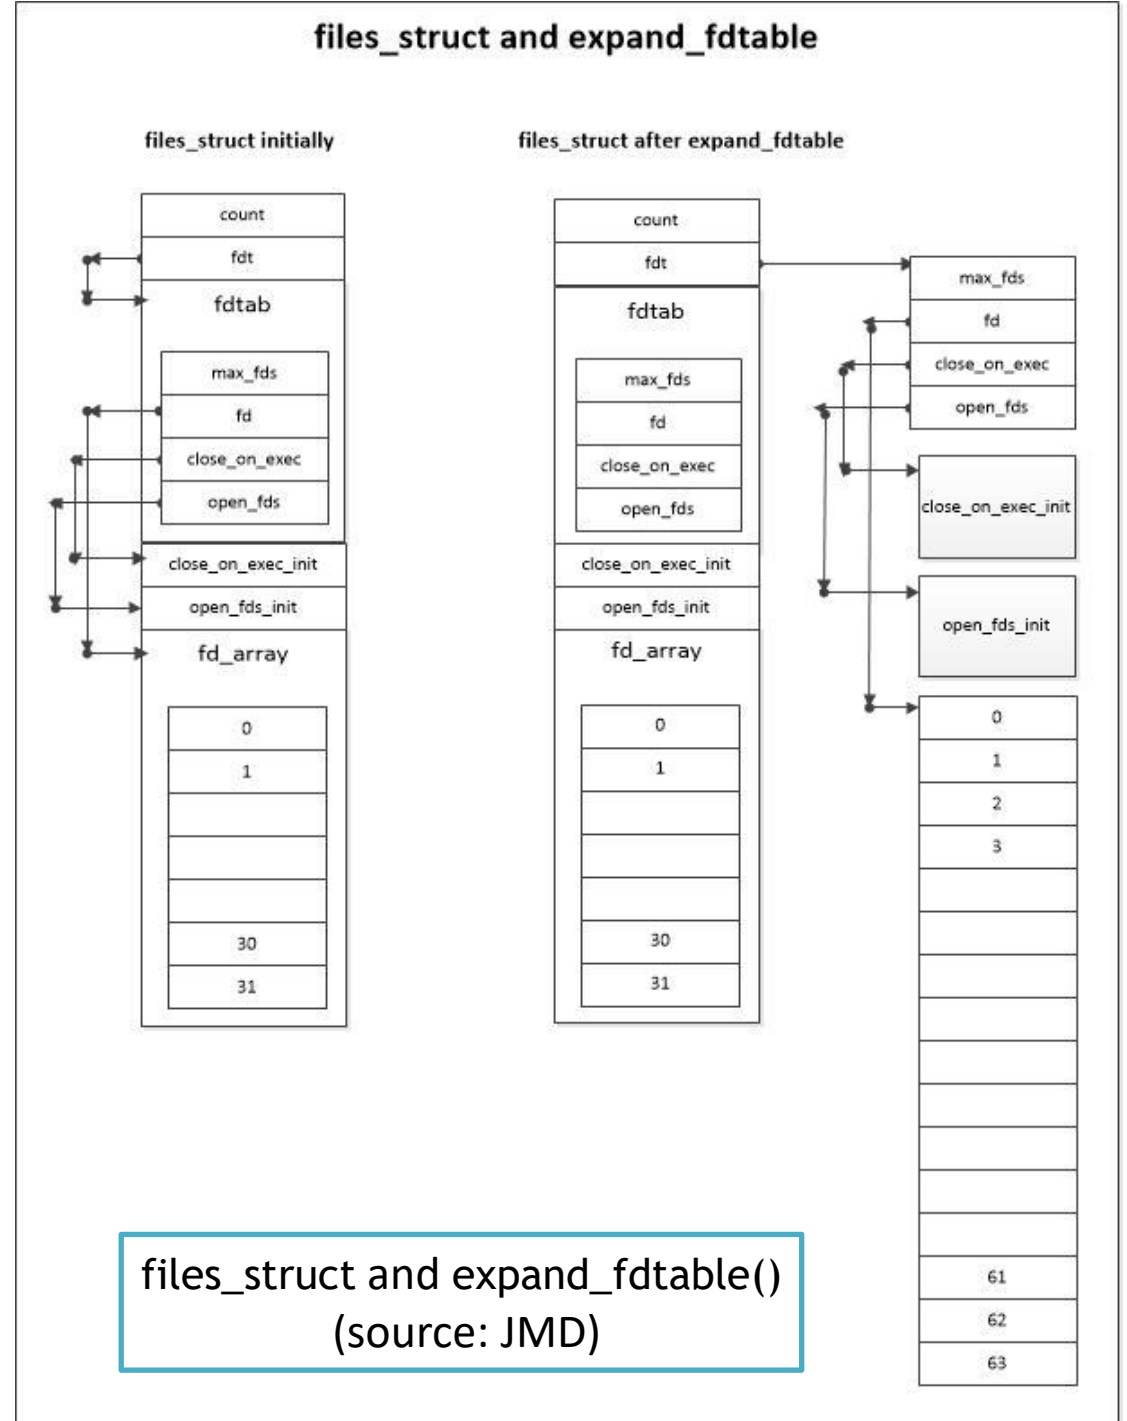 files_struct and expand_fdtable
files_struct initially
count
fdt
fdtab
max_fds
fd
close_on_exec
open_fds
close_on_exec_init
open_fds_init
fd_array
0
1
30
31
files_struct after expand_fdtable
count
fdt
fdtab
max_fds
fd
close_on_exec
open_fds
close_on_exec_init
open_fds_init
fd_array
0
1
30
31
max_fds
fd
close_on_exec
open_fds
close_on_exec_init
open_fds_init
0
1
2
3
61
62
63
files_struct and expand_fdtable()
(source: JMD)